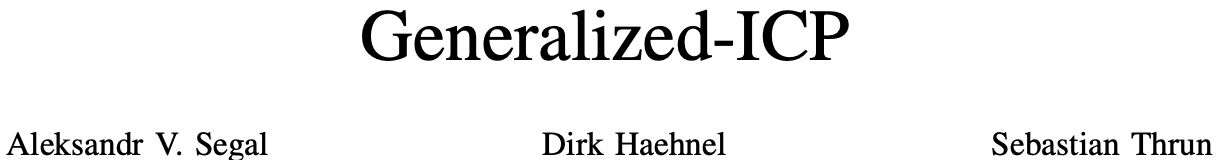 Generalized-ICP
Aleksandr V. Segal Dirk Haehnel Sebastian Thrun